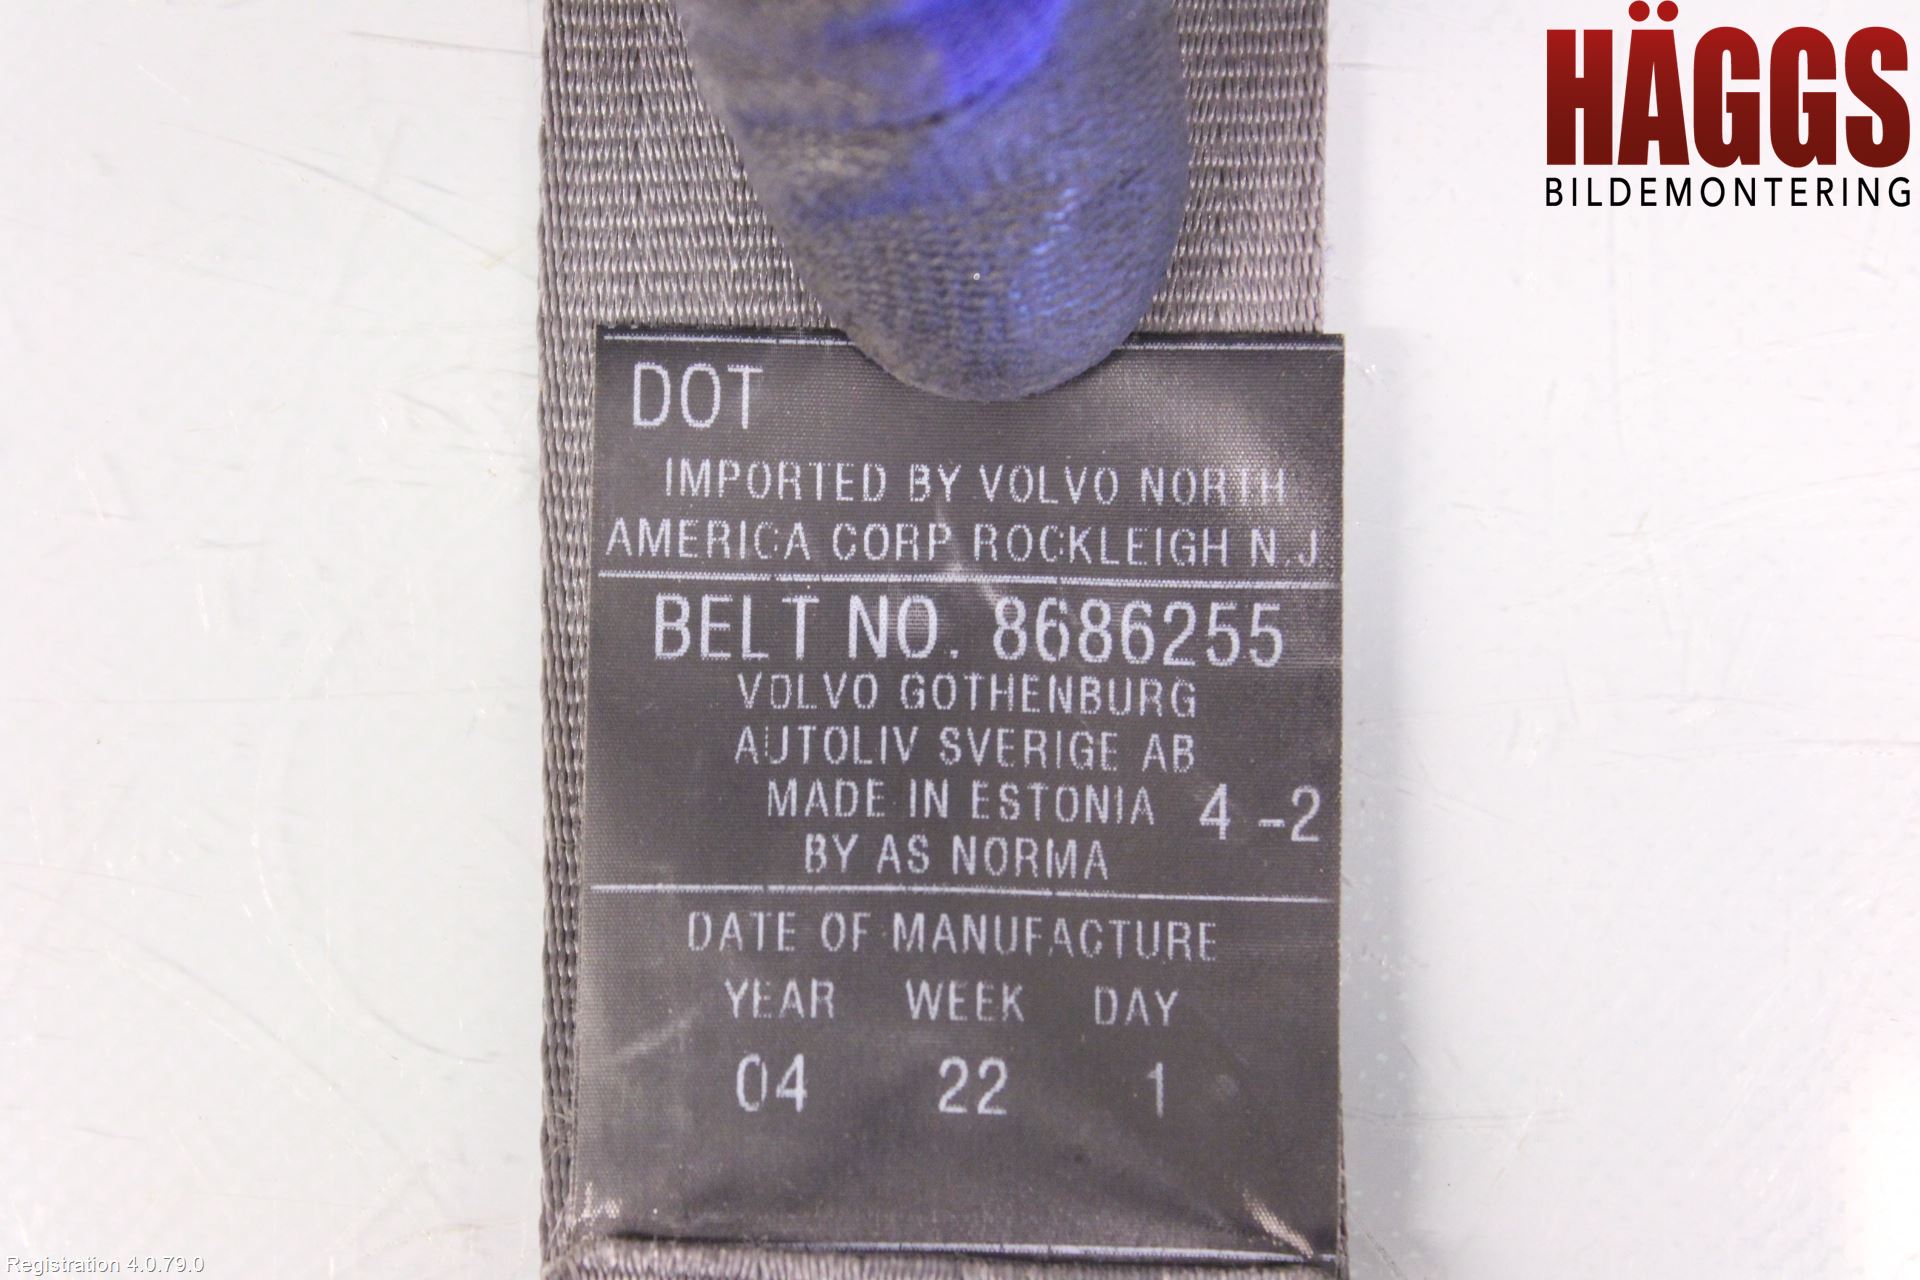 HÄGGS
BILDEMONTERING
DOT
IMPORTED BY VOLVO NORTH
AMERICA CORP ROCKLEIGH N.J
BELT NO. 8686255
VOLVO GOTHENBURG
AUTOLIV SVERIGE AB
MADE IN ESTONIA 4 -2
BY AS NORMA
DATE OF MANUFACTURE
YEAR WEEK DAY
04 22 1
Registration 4.0.79.0